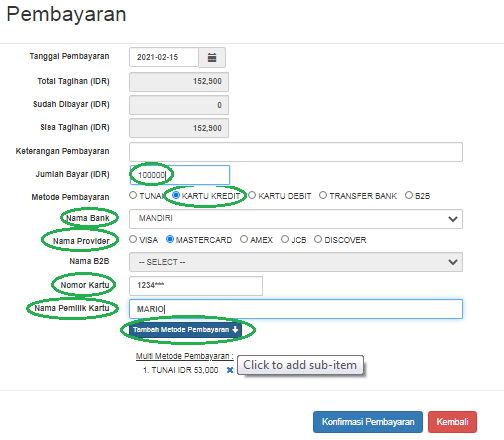 Pembayaran
Tanggal Pembayaran 2021-02-15
Total Tagihan (IDR) 152,900
Sudah Dibayar (IDR) 0
Sisa Tagihan (IDR) 152,900
Keterangan Pembayaran
Jumlah Bayar (IDR) 100000
Metode Pembayaran TUNAI KARTU KREDIT KARTU DEBIT TRANSFER BANK B2B
Nama Bank MANDIRI
Nama Provider VISA MASTERCARD AMEX JCB DISCOVER
Nama B2B -- SELECT --
Nomor Kartu 1234***
Nama Pemilik Kartu MARIO
Tambah Metode Pembayaran
Multi Metode Pembayaran :
1. TUNAI IDR 53,000
Click to add sub-item
Konfirmasi Pembayaran Kembali